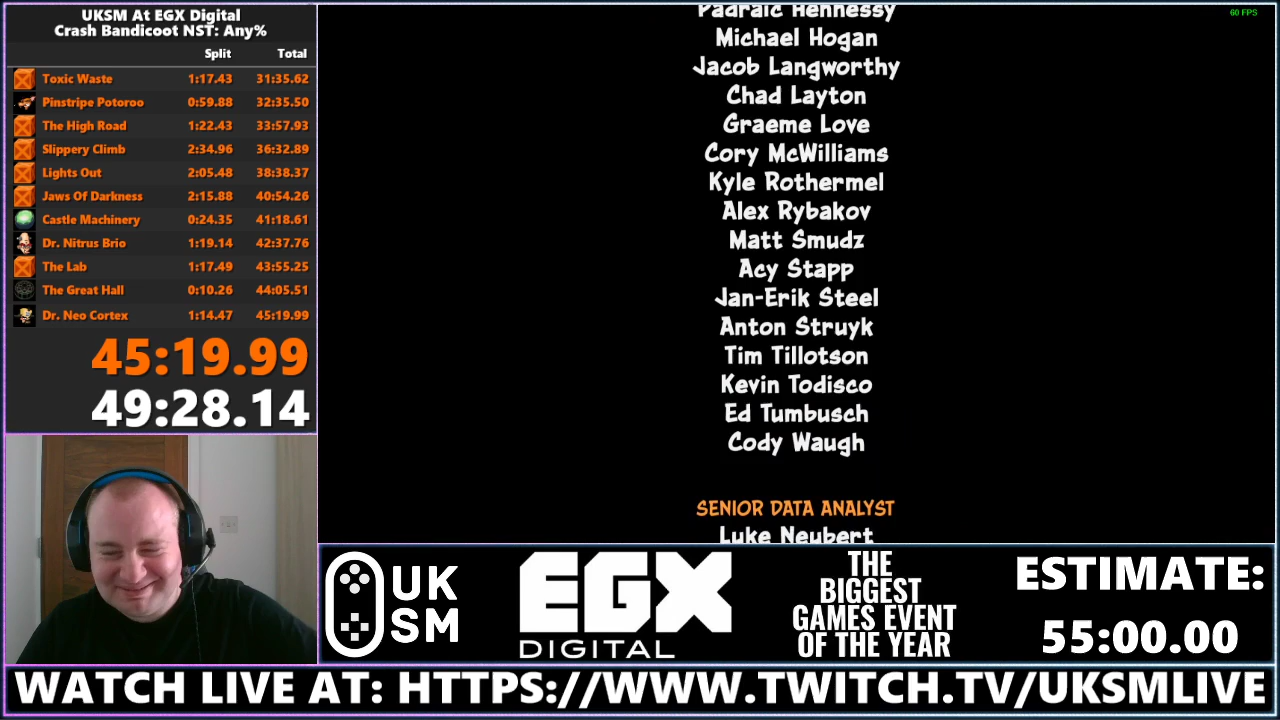 UKSM At EGX Digital
Crash Bandicoot NST: Any%
Split Total
Toxic Waste 1:17.43 31:35.62
Pinstripe Potoroo 0:59.88 32:35.50
The High Road 1:22.43 33:57.93
Slippery Climb 2:34.96 36:32.89
Lights Out 2:05.48 38:38.37
Jaws Of Darkness 2:15.88 40:54.26
Castle Machinery 0:24.35 41:18.61
Dr. Nitrus Brio 1:19.14 42:37.76
The Lab 1:17.49 43:55.25
The Great Hall 0:10.26 44:05.51
Dr. Neo Cortex 1:14.47 45:19.99
45:19.99
49:28.14
Padraic Hennessy
Michael Hogan
Jacob Langworthy
Chad Layton
Graeme Love
Cory McWilliams
Kyle Rothermel
Alex Rybakov
Matt Smudz
Acy Stapp
Jan-Erik Steel
Anton Struyk
Tim Tillotson
Kevin Todisco
Ed Tumbusch
Cody Waugh
SENIOR DATA ANALYST
Luke Neubert
60 FPS
UK
SM
EGX
DIGITAL
THE
BIGGEST
GAMES EVENT
OF THE YEAR
ESTIMATE:
55:00.00
WATCH LIVE AT: HTTPS://WWW.TWITCH.TV/UKSMLIVE